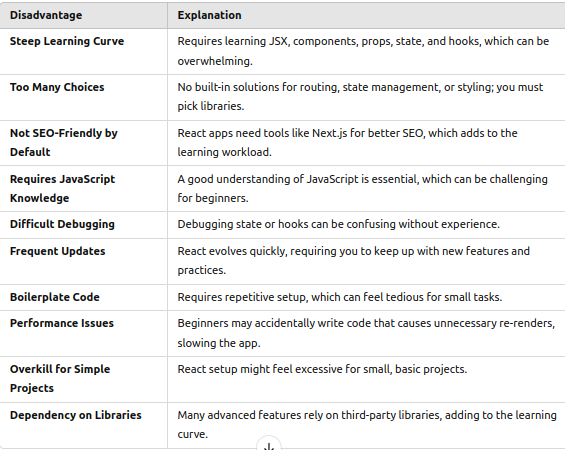 Disadvantage Explanation
Steep Learning Curve Requires learning JSX, components, props, state, and hooks, which can be
overwhelming.
Too Many Choices No built-in solutions for routing, state management, or styling; you must
pick libraries.
Not SEO-Friendly by React apps need tools like Next.js for better SEO, which adds to the
Default learning workload.
Requires JavaScript A good understanding of JavaScript is essential, which can be challenging
Knowledge for beginners.
Difficult Debugging Debugging state or hooks can be confusing without experience.
Frequent Updates React evolves quickly, requiring you to keep up with new features and
practices.
Boilerplate Code Requires repetitive setup, which can feel tedious for small tasks.
Performance Issues Beginners may accidentally write code that causes unnecessary re-renders,
slowing the app.
Overkill for Simple React setup might feel excessive for small, basic projects.
Projects
Dependency on Libraries Many advanced features rely on third-party libraries, adding to the learning
curve.